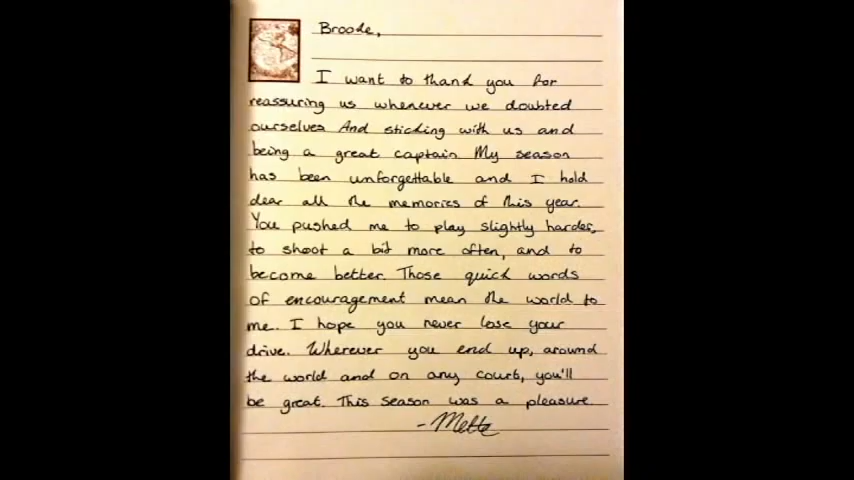 Broode,
I want to thank you for
reassuring us whenever we doubted
ourselves And sticking with us and
being a great captain My season
has been unforgettable and I hold
dear all the memories of this year.
You pushed me to play slightly harder,
to shoot a bit more often, and to
become better. Those quick words
of encouragement mean the world to
me. I hope you never lose your
drive. Wherever you end up, around
the world and on any court, you'll
be great. This season was a pleasure.
- Mette